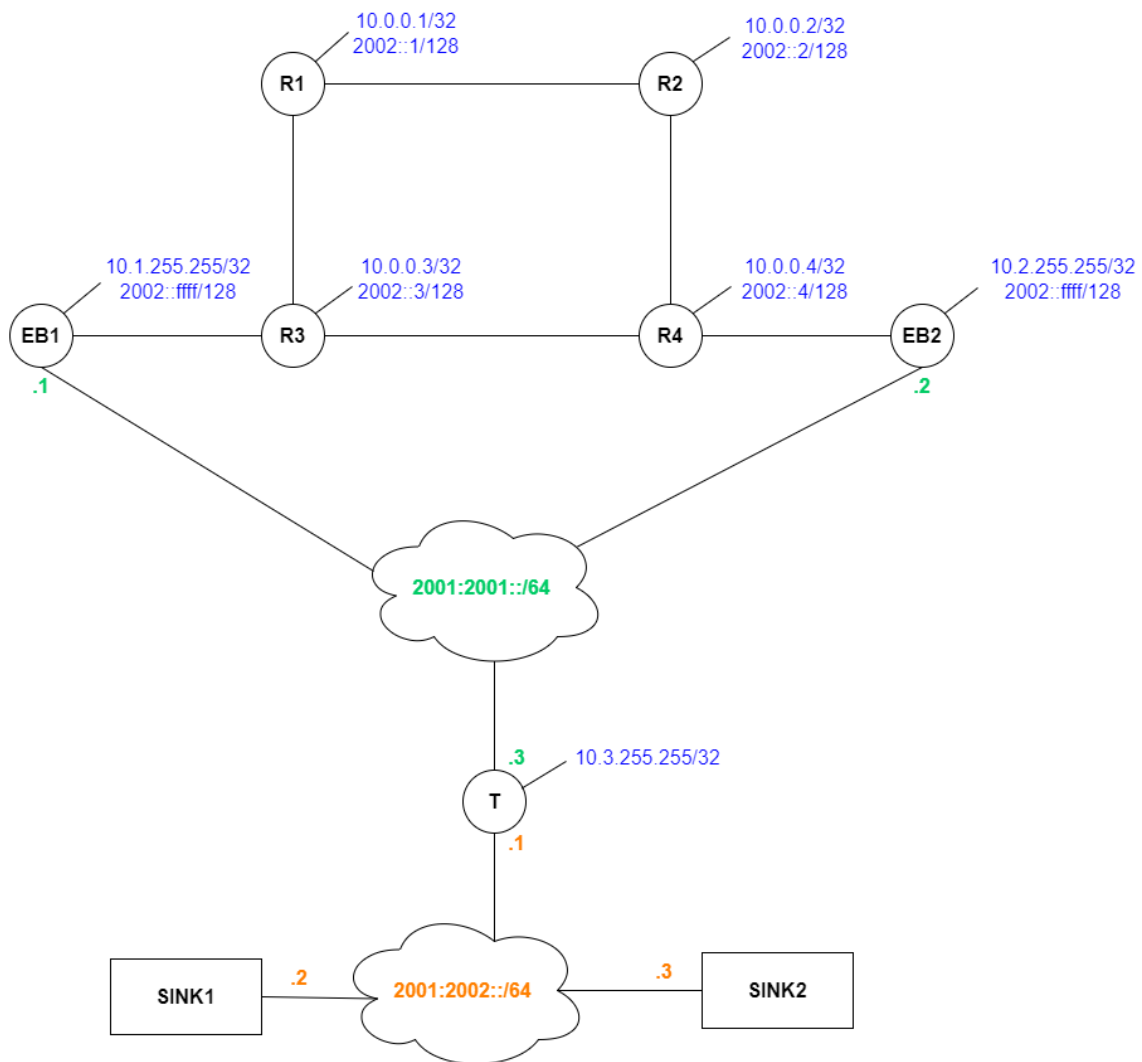 10.0.0.1/32
2002::1/128
10.0.0.2/32
2002::2/128
R1
R2
10.1.255.255/32
2002::ffff/128
10.0.0.3/32
2002::3/128
10.0.0.4/32
2002::4/128
10.2.255.255/32
2002::ffff/128
EB1
R3
R4
EB2
.1
.2
2001:2001::/64
.3
10.3.255.255/32
T
.1
.2
.3
SINK1
2001:2002::/64
SINK2